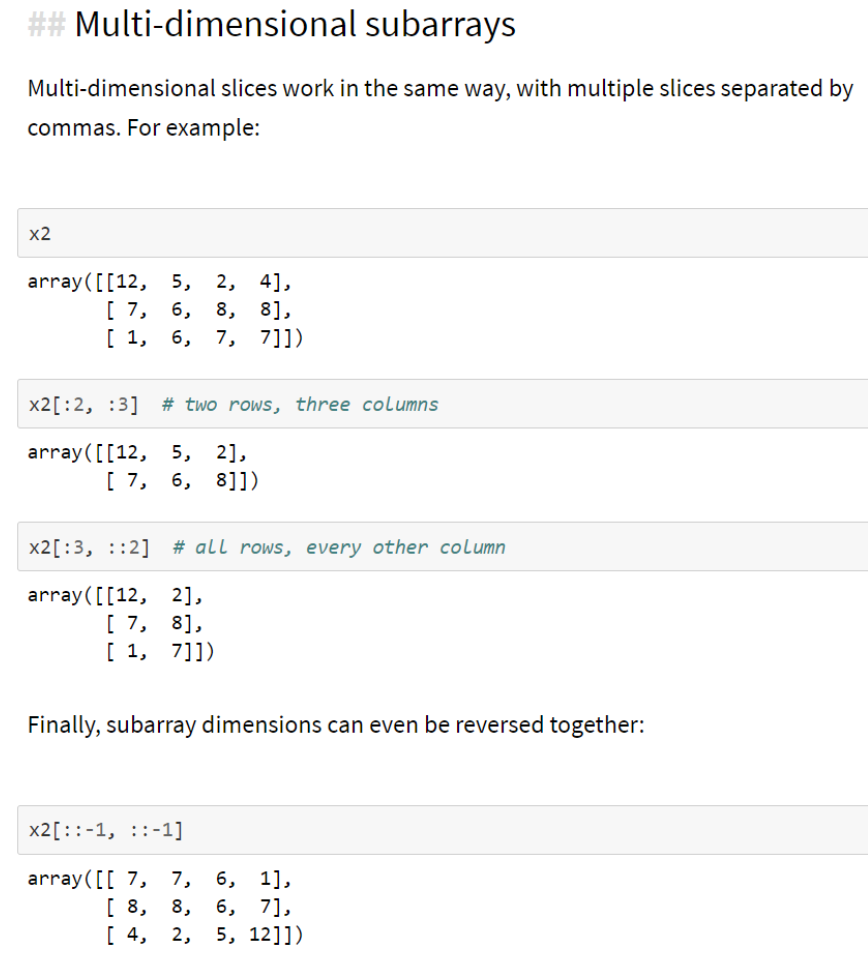 ## Multi-dimensional subarrays
Multi-dimensional slices work in the same way, with multiple slices separated by
commas. For example:
x2
array([[12,  5,  2,  4],
       [ 7,  6,  8,  8],
       [ 1,  6,  7,  7]])
x2[:2, :3]  # two rows, three columns
array([[12,  5,  2],
       [ 7,  6,  8]])
x2[:3, ::2]  # all rows, every other column
array([[12,  2],
       [ 7,  8],
       [ 1,  7]])
Finally, subarray dimensions can even be reversed together:
x2[::-1, ::-1]
array([[ 7,  7,  6,  1],
       [ 8,  8,  6,  7],
       [ 4,  2,  5, 12]])